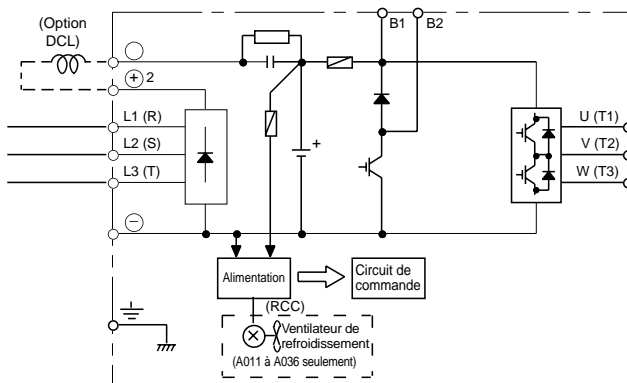 (Option
DCL)
B1
B2
+ 2
L1 (R)
L2 (S)
L3 (T)
−
+
U (T1)
V (T2)
W (T3)
Alimentation
Circuit de
commande
(RCC)
Ventilateur de
refroidissement
(A011 à A036 seulement)